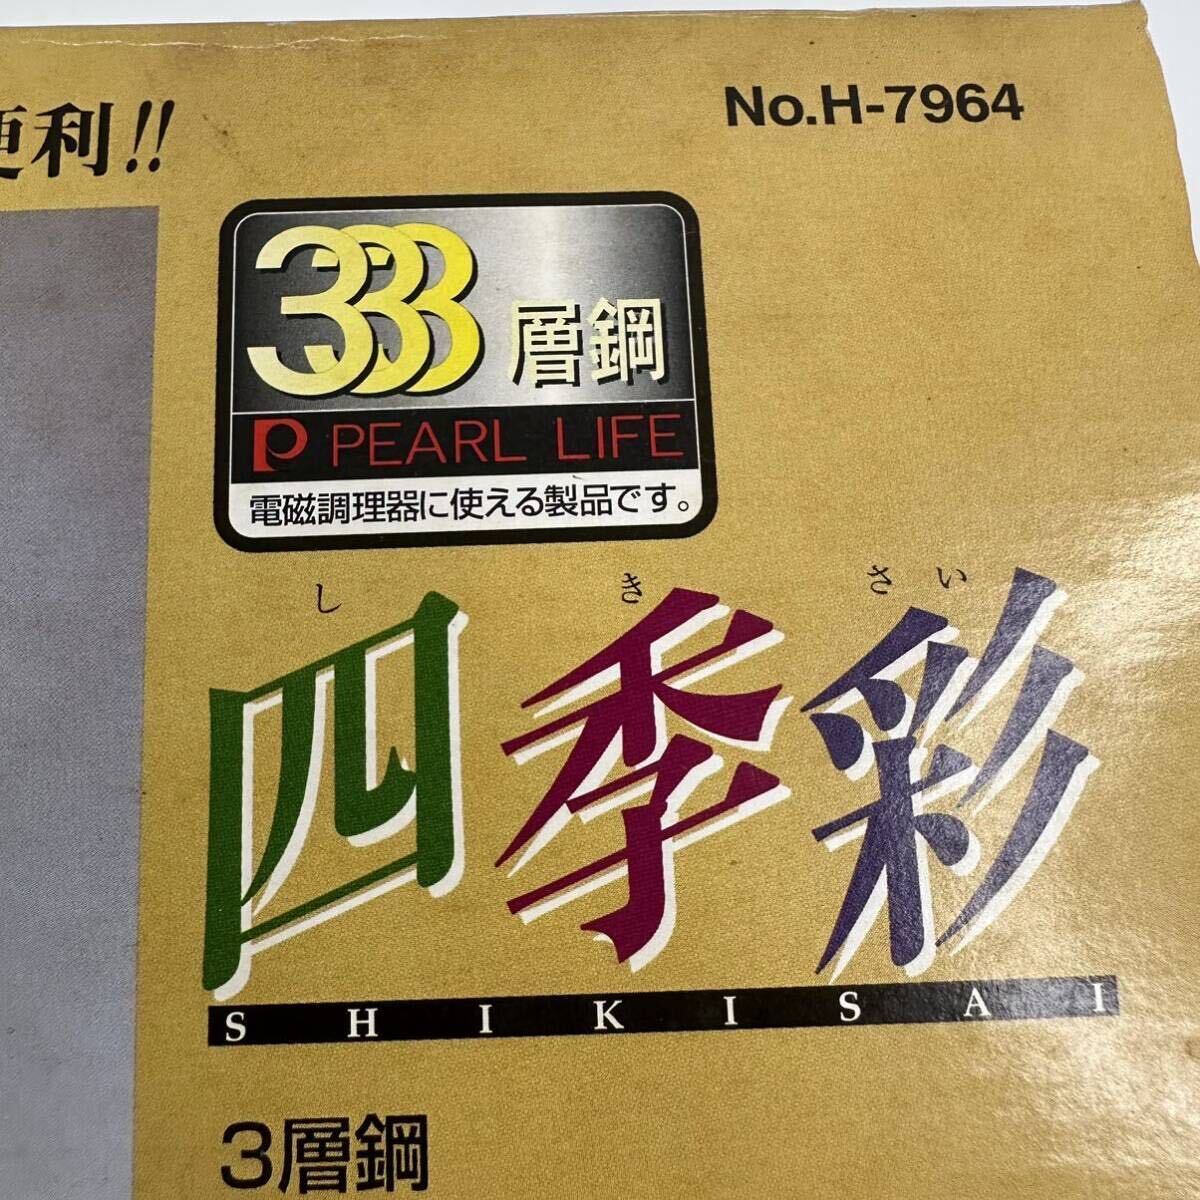 便利!!
No.H-7964
3層鋼
PEARL LIFE
電磁調理器に使える製品です。
しきさい
四季彩
SHIKISAI
3層鋼